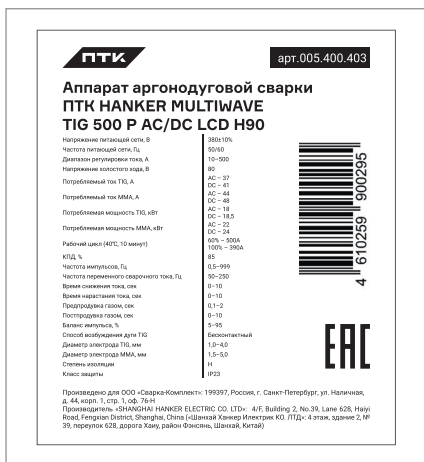 ПТК
арт.005.400.403
Аппарат аргонодуговой сварки
ПТК HANKER MULTIWAVE
TIG 500 P AC/DC LCD H90
Напряжение питающей сети, В 380±10%
Частота питающей сети, Гц 50/60
Диапазон регулировки тока, А 10–500
Напряжение холостого хода, В 80
Потребляемый ток TIG, А AC – 37
DC – 41
Потребляемый ток MMA, А AC – 44
DC – 48
Потребляемая мощность TIG, кВт AC – 18
DC – 18,5
Потребляемая мощность MMA, кВт AC – 22
DC – 24
Рабочий цикл (40°С, 10 минут) 60% – 500А
100% – 390А
КПД, % 85
Частота импульсов, Гц 0,5–999
Частота переменного сварочного тока, Гц 50–250
Время снижения тока, сек 0–10
Время нарастания тока, сек 0–10
Предпродувка газом, сек 0,1–2
Постпродувка газом, сек 0–10
Баланс импульса, % 5–95
Способ возбуждения дуги TIG Бесконтактный
Диаметр электрода TIG, мм 1,0–4,0
Диаметр электрода MMA, мм 1,5–5,0
Степень изоляции H
Класс защиты IP23
4 610259 900295
EAC
Произведено для ООО «Сварка-Комплект»: 199397, Россия, г. Санкт-Петербург, ул. Наличная,
д. 44, корп. 1, стр. 1, оф. 76-Н
Производитель «SHANGHAI HANKER ELECTRIC CO. LTD»: 4/F, Building 2, No.39, Lane 628, Haiyi
Road, Fengxian District, Shanghai, China («Шанхай Ханкер Илектрик КО. ЛТД»: 4 этаж, здание 2, №
39, переулок 628, дорога Хаиу, район Фэнсянь, Шанхай, Китай)